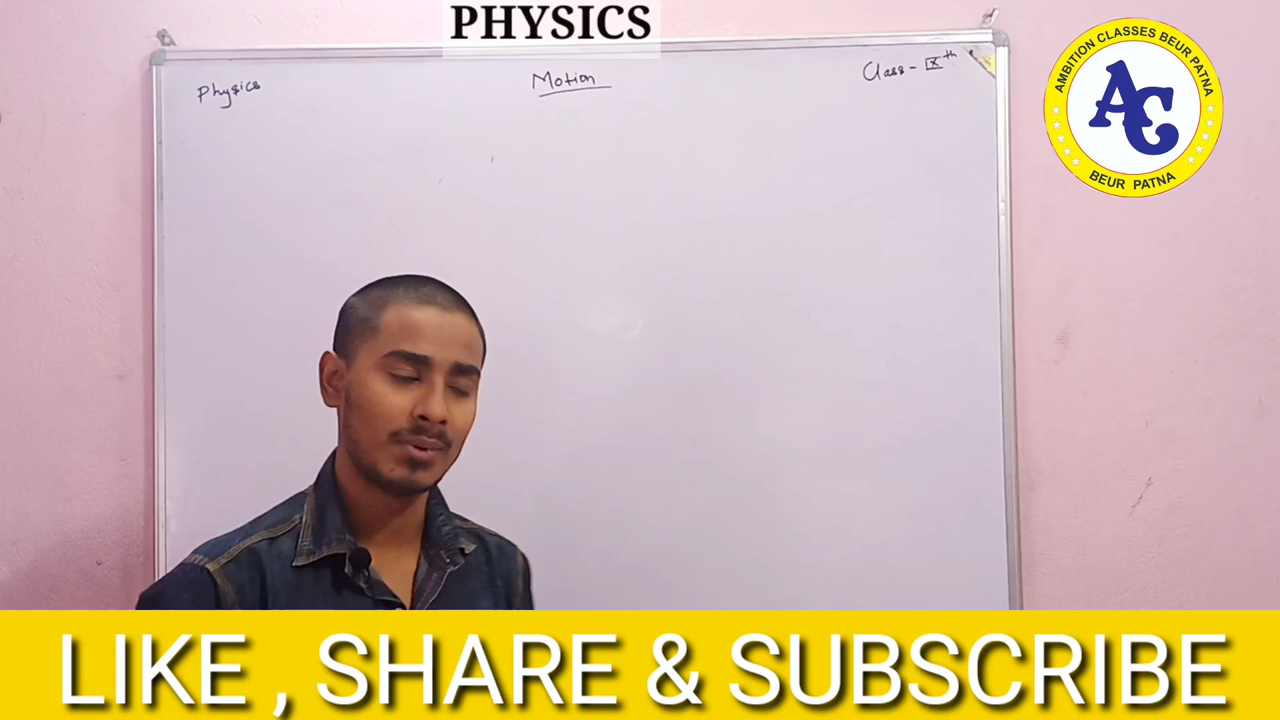 PHYSICS
Physics
Motion
Class - IXth
AMBITION CLASSES BEUR PATNA
AC
BEUR PATNA
LIKE , SHARE & SUBSCRIBE